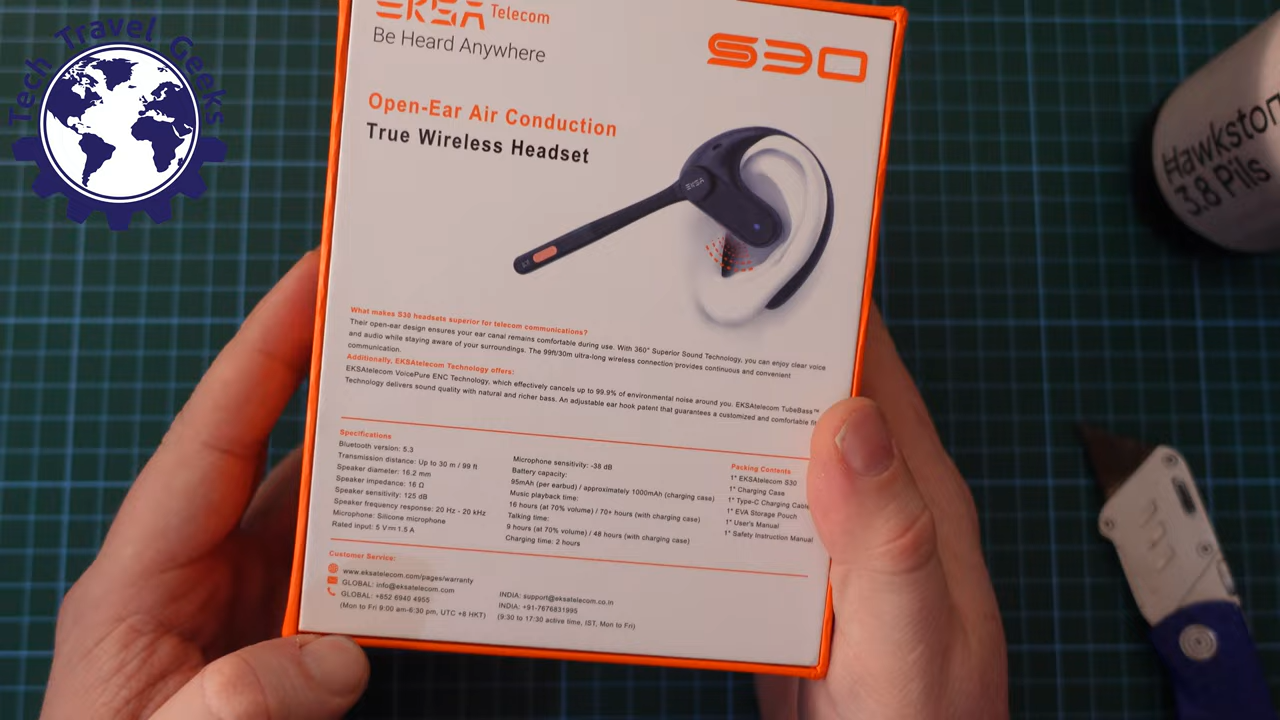 Tech Travel Geeks
EKSA Telecom
Be Heard Anywhere
S30
Open-Ear Air Conduction
True Wireless Headset
EKSA
What makes S30 headsets superior for telecom communications?
Their open-ear design ensures your ear canal remains comfortable during use. With 360° Superior Sound Technology, you can enjoy clear voice
and audio while staying aware of your surroundings. The 99ft/30m ultra-long wireless connection provides continuous and convenient
communication.
Additionally, EKSAtelecom Technology offers:
EKSAtelecom VoicePure ENC Technology, which effectively cancels up to 99.9% of environmental noise around you. EKSAtelecom TubeBass™
Technology delivers sound quality with natural and richer bass. An adjustable ear hook patent that guarantees a customized and comfortable fit
Specifications
Bluetooth version: 5.3
Transmission distance: Up to 30 m / 99 ft
Speaker diameter: 16.2 mm
Speaker impedance: 16 Ω
Speaker sensitivity: 125 dB
Speaker frequency response: 20 Hz - 20 kHz
Microphone: Silicone microphone
Rated input: 5 V⎓1.5 A
Microphone sensitivity: -38 dB
Battery capacity:
95mAh (per earbud) / approximately 1000mAh (charging case)
Music playback time:
16 hours (at 70% volume) / 70+ hours (with charging case)
Talking time:
9 hours (at 70% volume) / 48 hours (with charging case)
Charging time: 2 hours
Packing Contents
1* EKSAtelecom S30
1* Charging Case
1* Type-C Charging Cable
1* EVA Storage Pouch
1* User's Manual
1* Safety Instruction Manual
Customer Service:
www.eksatelecom.com/pages/warranty
GLOBAL: info@eksatelecom.com
GLOBAL: +852 6940 4955
(Mon to Fri 9:00 am-6:30 pm, UTC +8 HKT)
INDIA: support@eksatelecom.co.in
INDIA: +91-7676831995
(9:30 to 17:30 active time, IST, Mon to Fri)
Hawkston
3.8 Pils